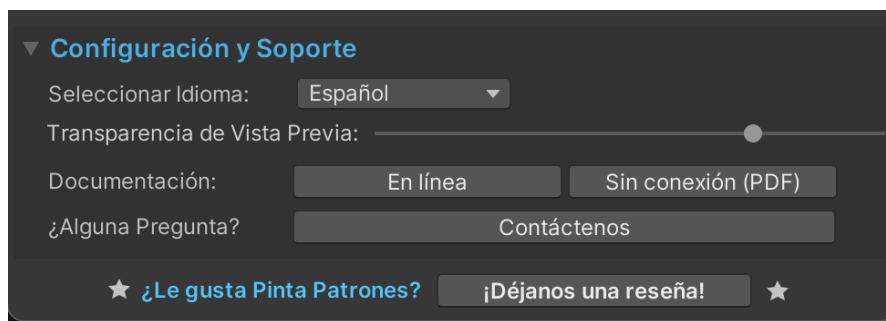 Configuración y Soporte
Seleccionar Idioma: Español
Transparencia de Vista Previa:
Documentación: En línea Sin conexión (PDF)
¿Alguna Pregunta? Contáctenos
¿Le gusta Pinta Patrones? ¡Déjanos una reseña!